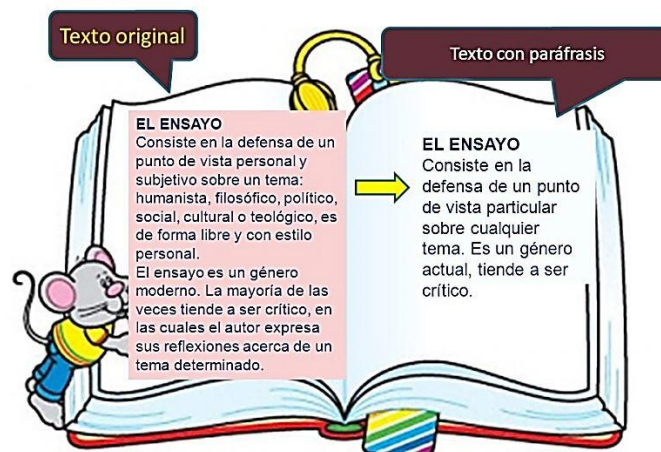 Texto original
Texto con paráfrasis
EL ENSAYO
Consiste en la defensa de un
punto de vista personal y
subjetivo sobre un tema:
humanista, filosófico, político,
social, cultural o teológico, es
de forma libre y con estilo
personal.
El ensayo es un género
moderno. La mayoría de las
veces tiende a ser crítico, en
las cuales el autor expresa
sus reflexiones acerca de un
tema determinado.
EL ENSAYO
Consiste en la
defensa de un punto
de vista particular
sobre cualquier
tema. Es un género
actual, tiende a ser
crítico.